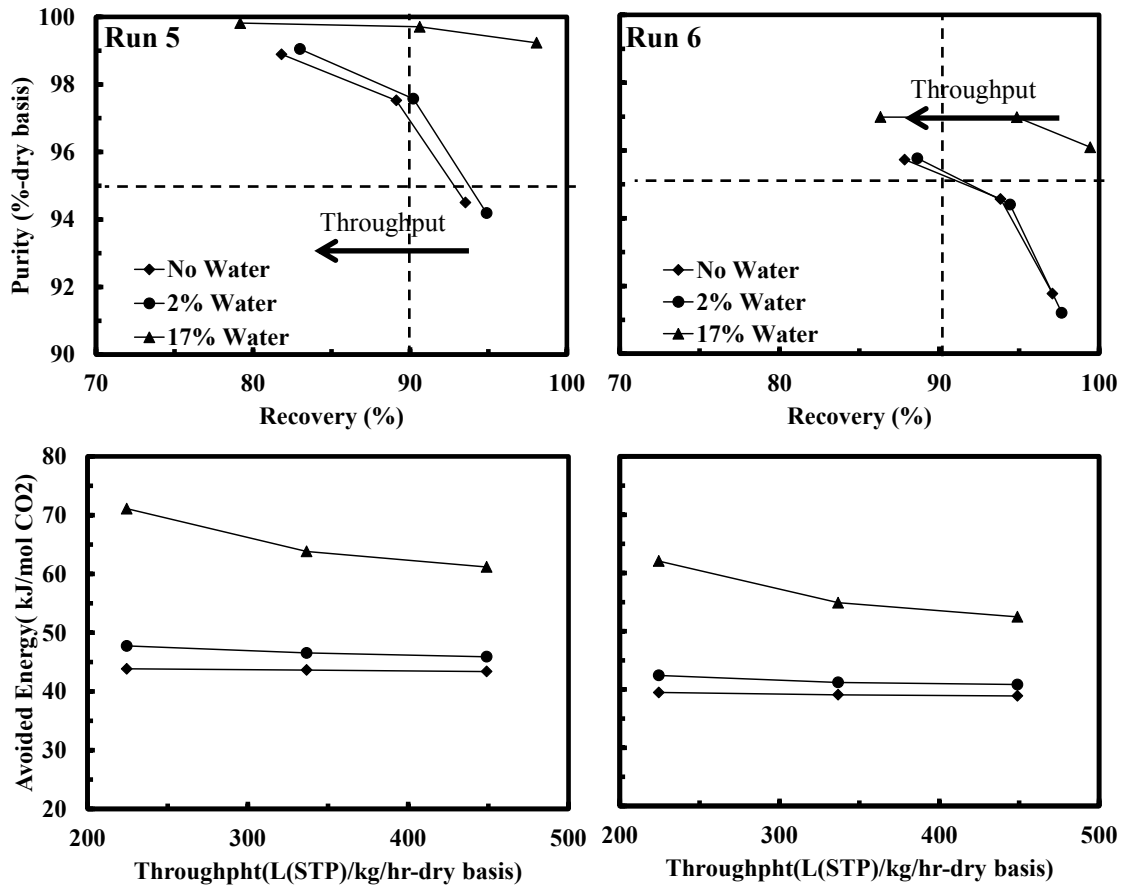 Run 5
Purity (%-dry basis)
100
98
96
94
92
90
Throughput
No Water
2% Water
17% Water
70 80 90 100
Recovery (%)
Run 6
Throughput
No Water
2% Water
17% Water
70 80 90 100
Recovery (%)
Avoided Energy( kJ/mol CO2)
80
70
60
50
40
30
20
200 300 400 500
Throughpht(L(STP)/kg/hr-dry basis)
200 300 400 500
Throughpht(L(STP)/kg/hr-dry basis)